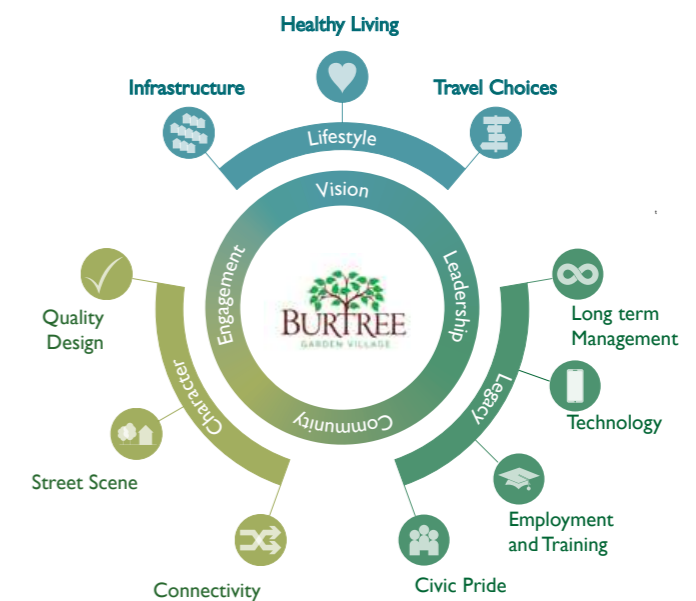 Healthy Living
Infrastructure
Travel Choices
Lifestyle
Vision
Engagement
Leadership
BURTREE
GARDEN VILLAGE
Community
Character
Legacy
Quality
Design
Street Scene
Connectivity
Long term
Management
Technology
Employment
and Training
Civic Pride